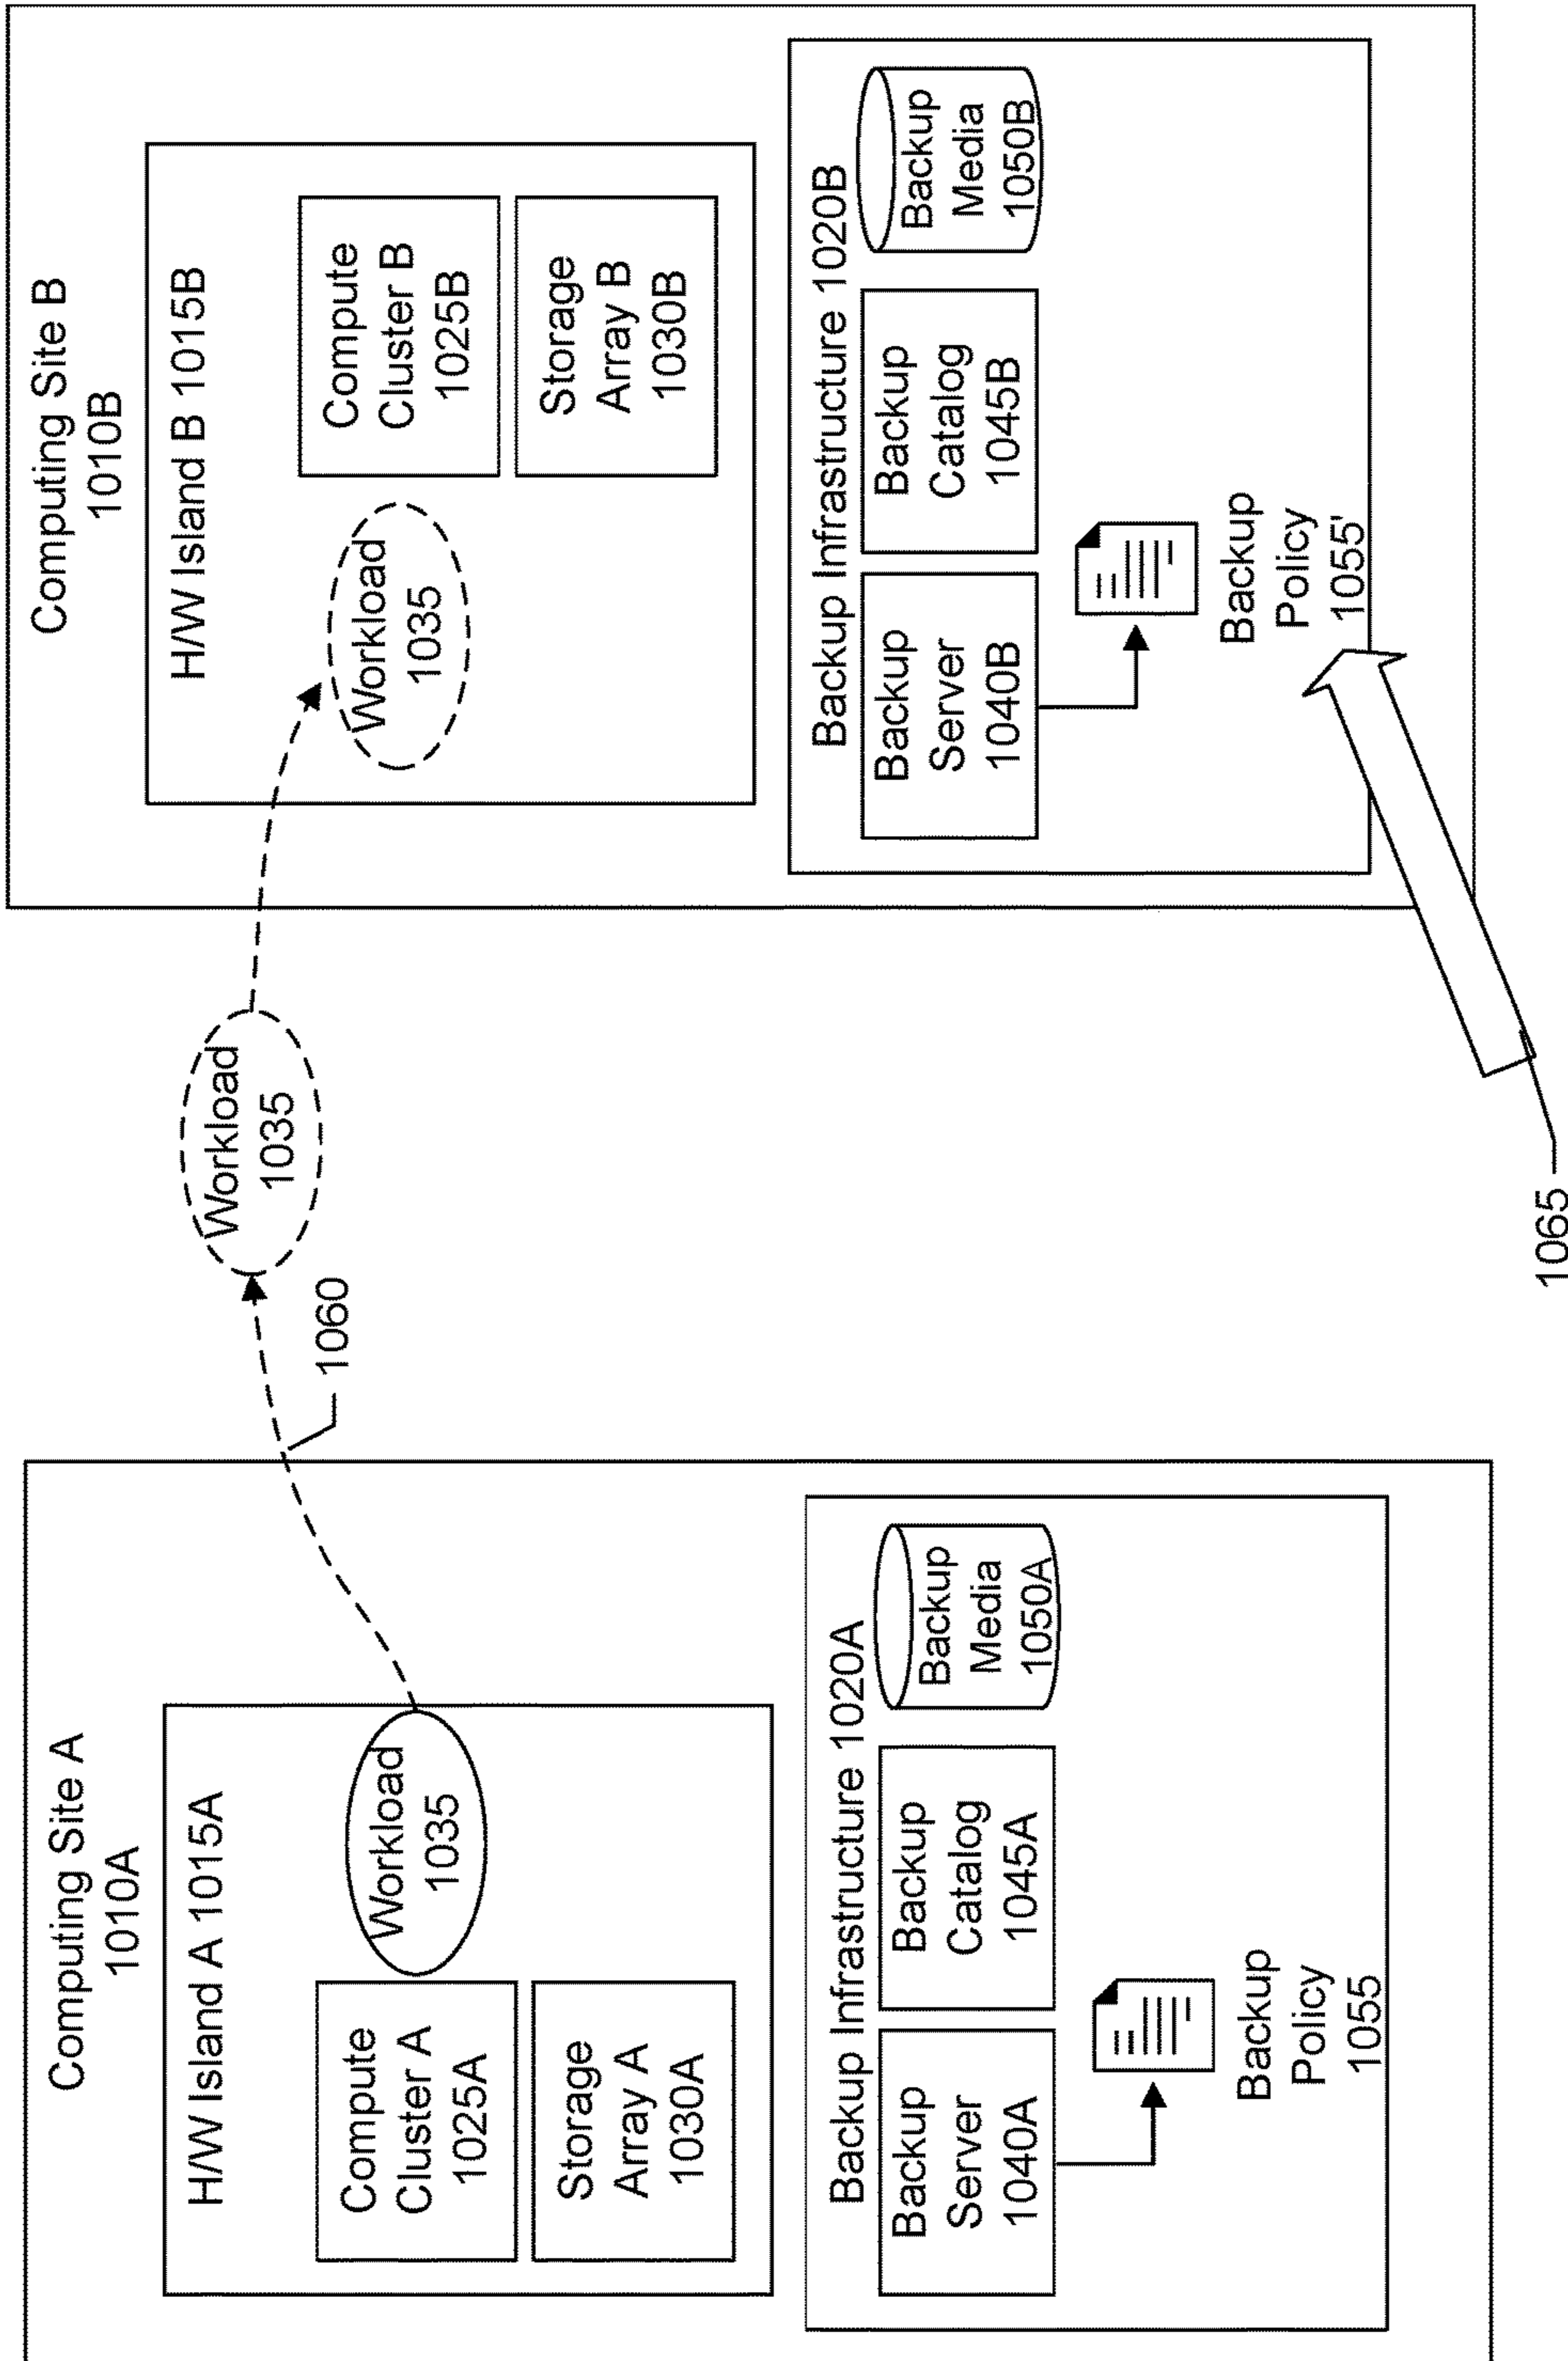 Computing Site A
1010A
H/W Island A 1015A
Compute
Cluster A
1025A
Storage
Array A
1030A
Workload
1035
Backup Infrastructure 1020A
Backup
Server
1040A
Backup
Catalog
1045A
Backup
Media
1050A
Backup
Policy
1055
1060
Workload
1035
Computing Site B
1010B
H/W Island B 1015B
Workload
1035
Compute
Cluster B
1025B
Storage
Array B
1030B
Backup Infrastructure 1020B
Backup
Server
1040B
Backup
Catalog
1045B
Backup
Media
1050B
Backup
Policy
1055'
1065